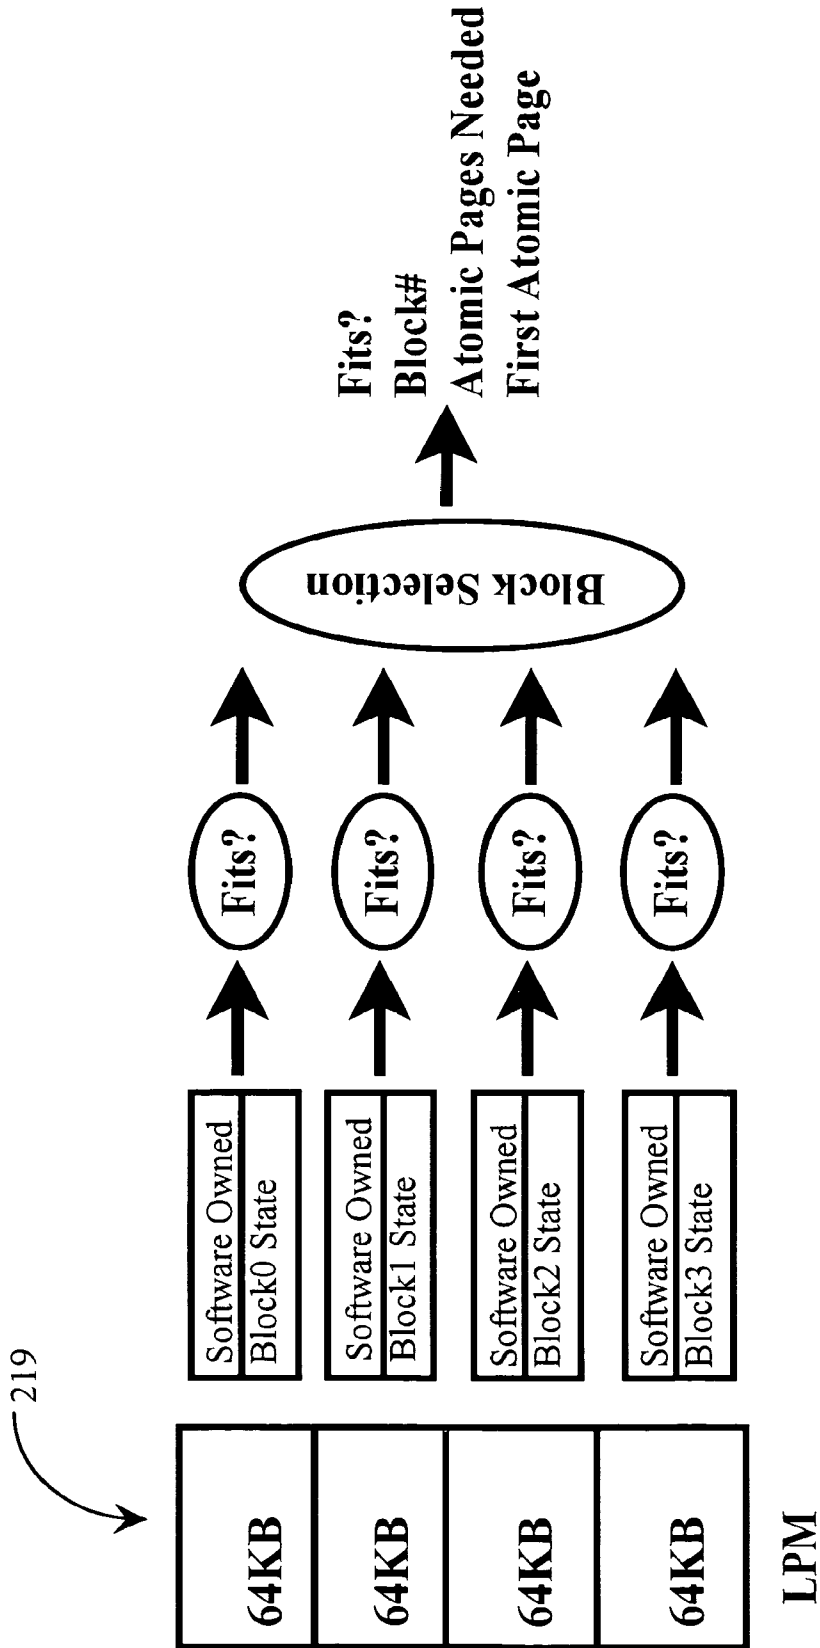 219
64KB
64KB
64KB
64KB
LPM
Software Owned
Block0 State
Software Owned
Block1 State
Software Owned
Block2 State
Software Owned
Block3 State
Fits?
Fits?
Fits?
Fits?
Block Selection
Fits?
Block#
Atomic Pages Needed
First Atomic Page